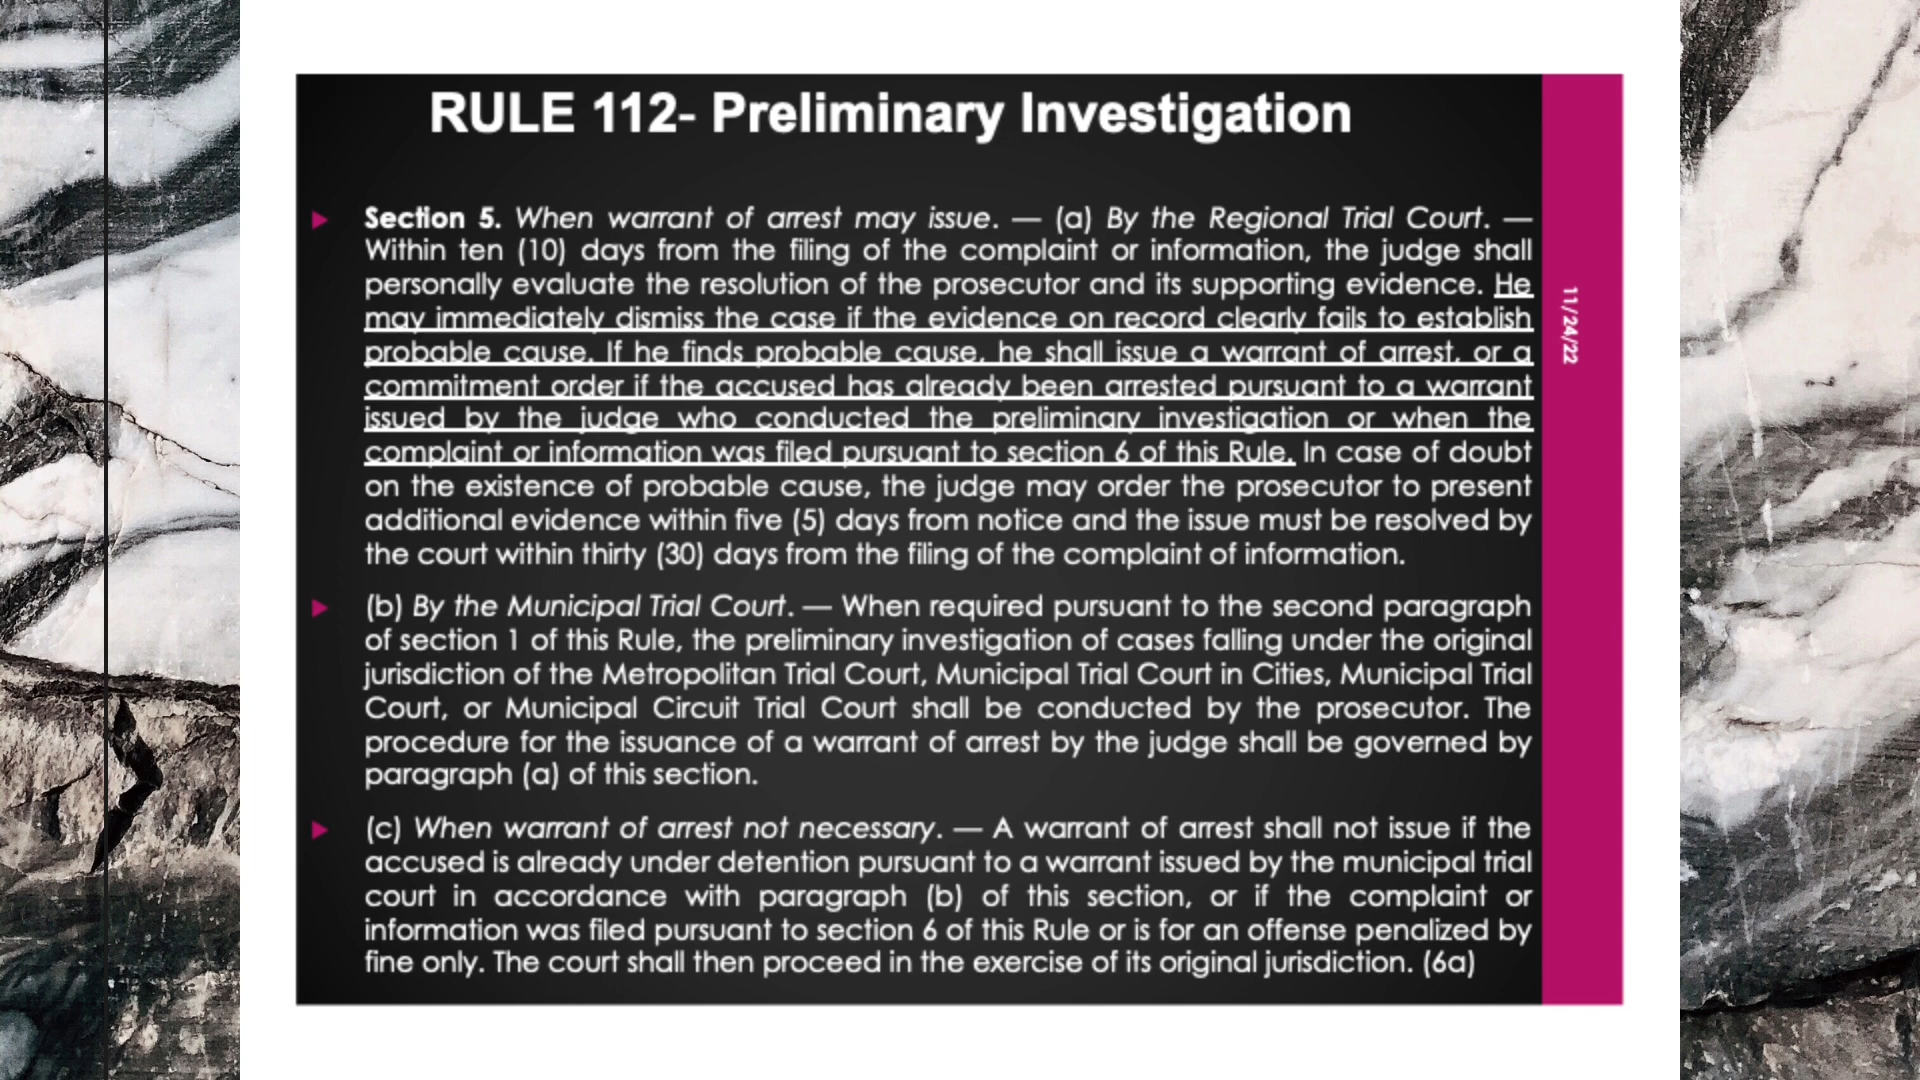 RULE 112- Preliminary Investigation
Section 5. When warrant of arrest may issue. — (a) By the Regional Trial Court. —
Within ten (10) days from the filing of the complaint or information, the judge shall
personally evaluate the resolution of the prosecutor and its supporting evidence. He
may immediately dismiss the case if the evidence on record clearly fails to establish
probable cause. If he finds probable cause, he shall issue a warrant of arrest, or a
commitment order if the accused has already been arrested pursuant to a warrant
issued by the judge who conducted the preliminary investigation or when the
complaint or information was filed pursuant to section 6 of this Rule. In case of doubt
on the existence of probable cause, the judge may order the prosecutor to present
additional evidence within five (5) days from notice and the issue must be resolved by
the court within thirty (30) days from the filing of the complaint of information.
(b) By the Municipal Trial Court. — When required pursuant to the second paragraph
of section 1 of this Rule, the preliminary investigation of cases falling under the original
jurisdiction of the Metropolitan Trial Court, Municipal Trial Court in Cities, Municipal Trial
Court, or Municipal Circuit Trial Court shall be conducted by the prosecutor. The
procedure for the issuance of a warrant of arrest by the judge shall be governed by
paragraph (a) of this section.
(c) When warrant of arrest not necessary. — A warrant of arrest shall not issue if the
accused is already under detention pursuant to a warrant issued by the municipal trial
court in accordance with paragraph (b) of this section, or if the complaint or
information was filed pursuant to section 6 of this Rule or is for an offense penalized by
fine only. The court shall then proceed in the exercise of its original jurisdiction. (6a)
11/24/22